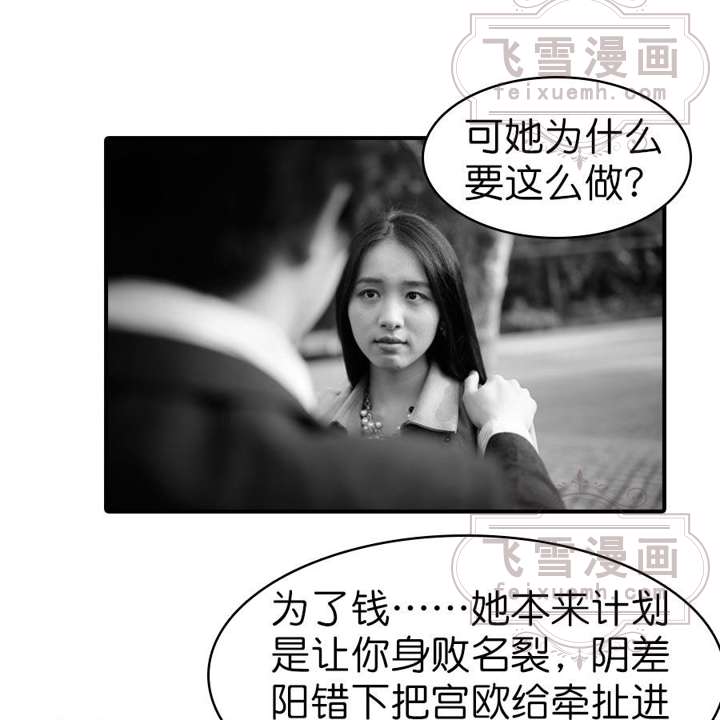 飞雪漫画
feixuemh.com
可她为什么
要这么做?
飞雪漫画
feixuemh.com
为了钱……她本来计划
是让你身败名裂，阴差
阳错下把宫欧给牵扯进